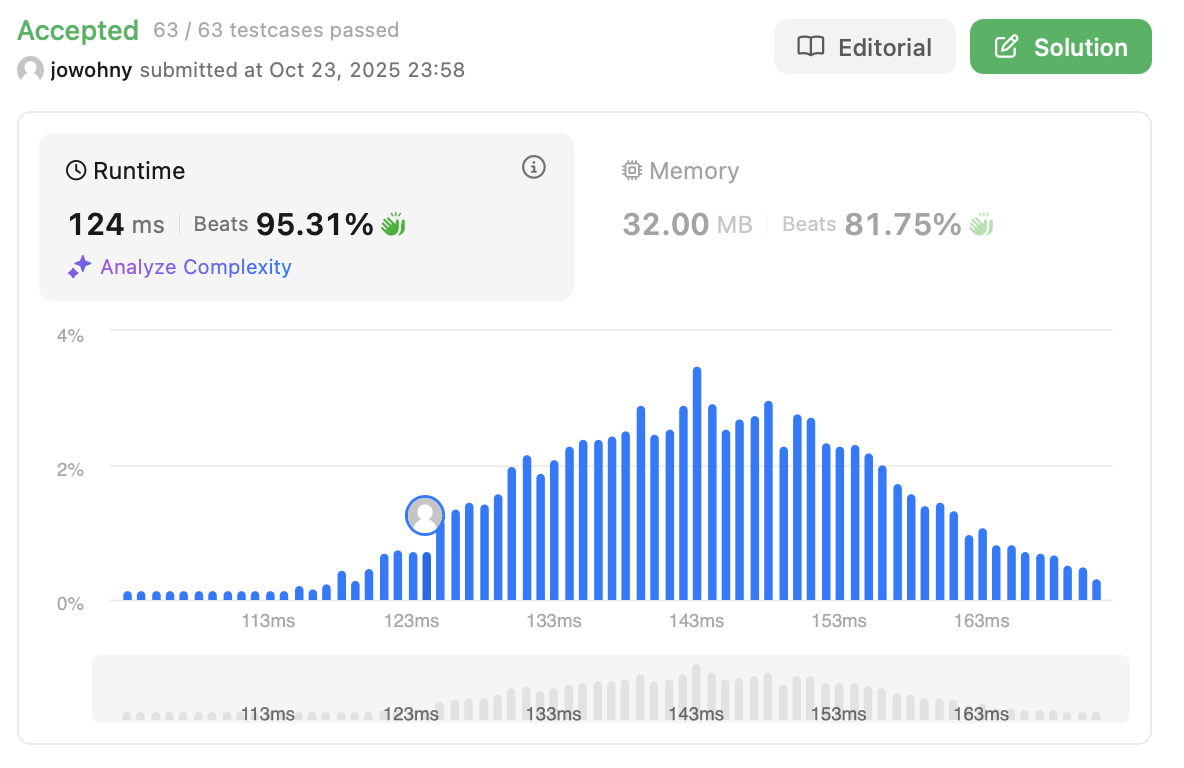 Accepted 63 / 63 testcases passed
Editorial
Solution
jowohny submitted at Oct 23, 2025 23:58
Runtime
124 ms Beats 95.31%
Analyze Complexity
Memory
32.00 MB Beats 81.75%
4%
2%
0%
113ms 123ms 133ms 143ms 153ms 163ms
113ms 123ms 133ms 143ms 153ms 163ms